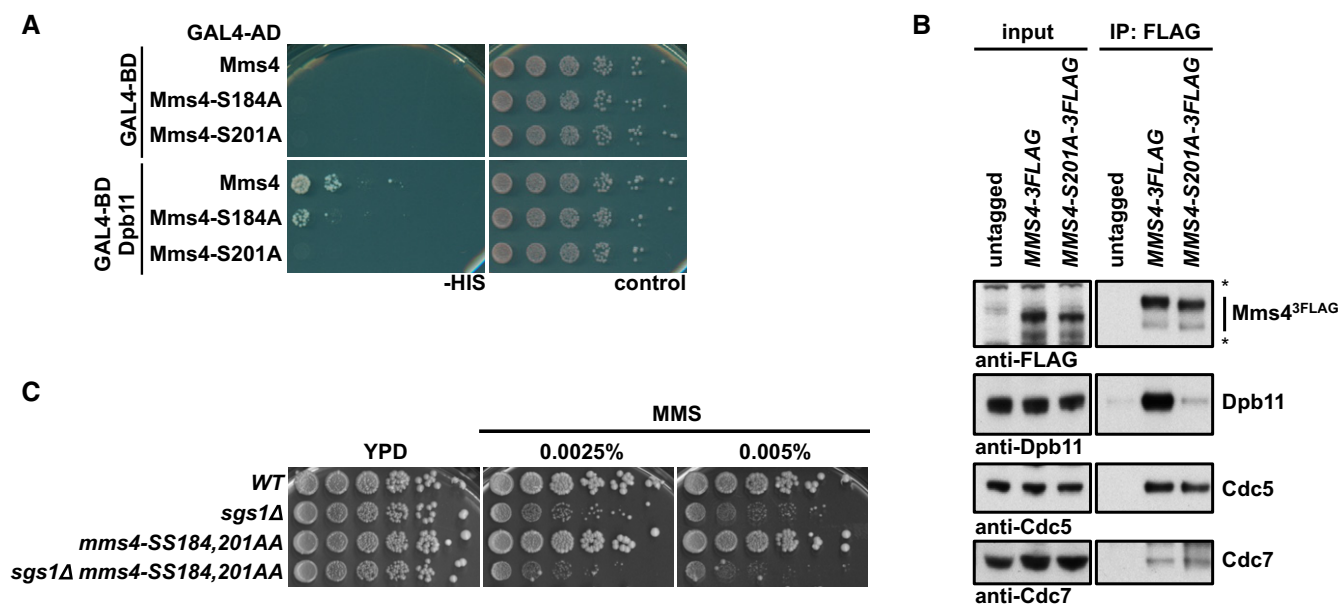 A
GAL4-AD
GAL4-BD
Mms4
Mms4-S184A
Mms4-S201A
GAL4-BD
Dpb11
Mms4
Mms4-S184A
Mms4-S201A
-HIS
control
B
input
IP: FLAG
untagged
MMS4-3FLAG
MMS4-S201A-3FLAG
untagged
MMS4-3FLAG
MMS4-S201A-3FLAG
*
Mms43FLAG
*
anti-FLAG
Dpb11
anti-Dpb11
Cdc5
anti-Cdc5
Cdc7
anti-Cdc7
C
MMS
YPD
0.0025%
0.005%
WT
sgs1Δ
mms4-SS184,201AA
sgs1Δ mms4-SS184,201AA